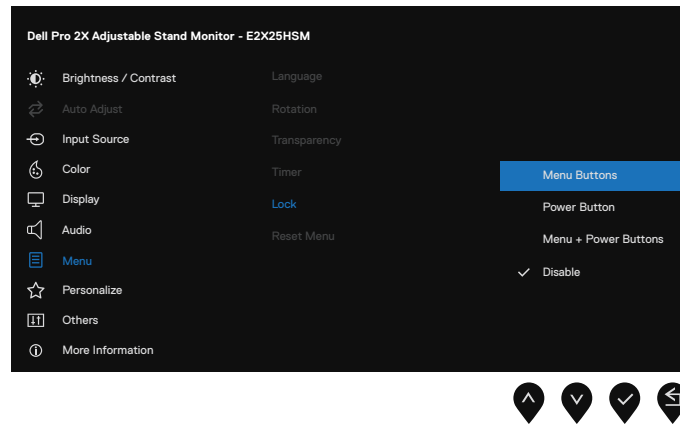 Dell Pro 2X Adjustable Stand Monitor - E2X25HSM
Brightness / Contrast
Auto Adjust
Input Source
Color
Display
Audio
Menu
Personalize
Others
More Information
Language
Rotation
Transparency
Timer
Lock
Reset Menu
Menu Buttons
Power Button
Menu + Power Buttons
Disable